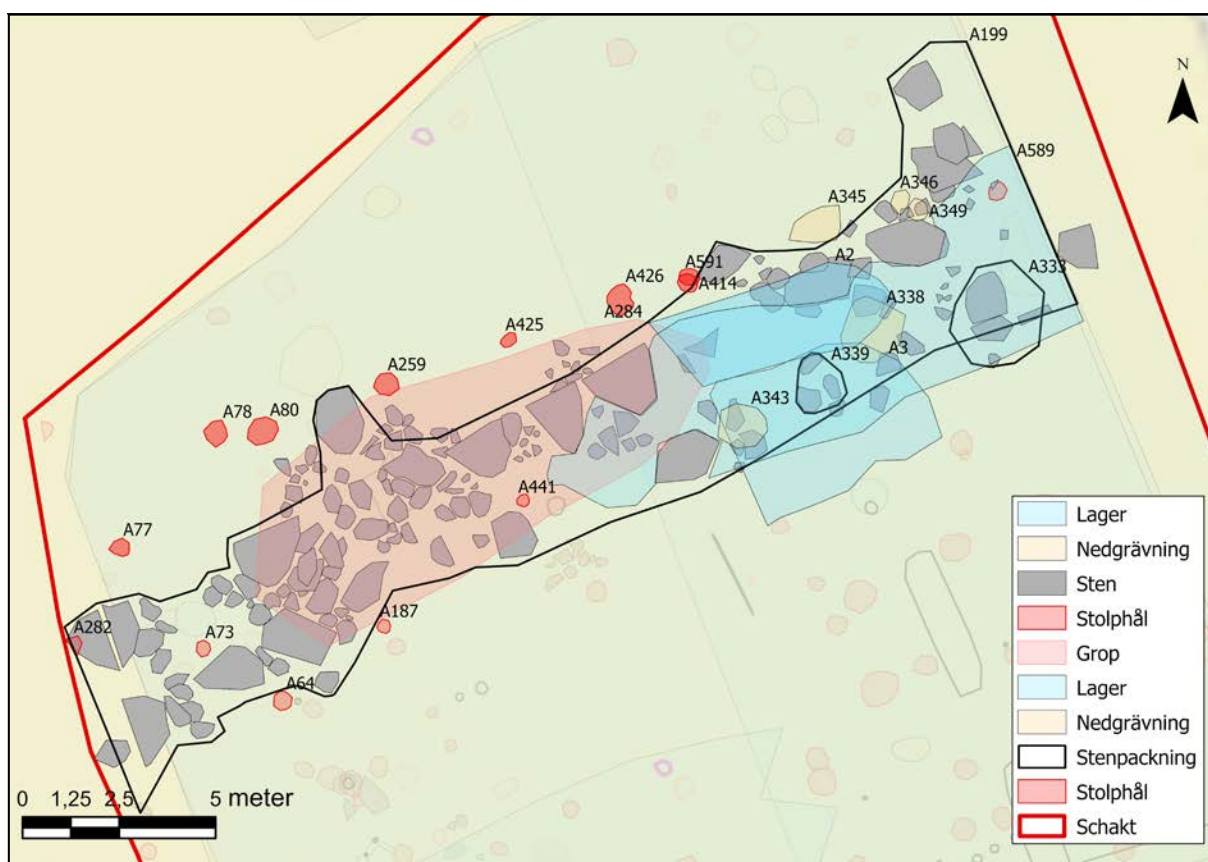 A199
N
A589
A346
A345
A349
A591
A2
A333
A426
A414
A338
A284
A425
A339
A3
A259
A343
A78
A80
A441
A77
A187
A282
A73
A64
Lager
Nedgrävning
Sten
Stolphål
Grop
Lager
Nedgrävning
Stenpackning
Stolphål
Schakt
0 1,25 2,5 5 meter